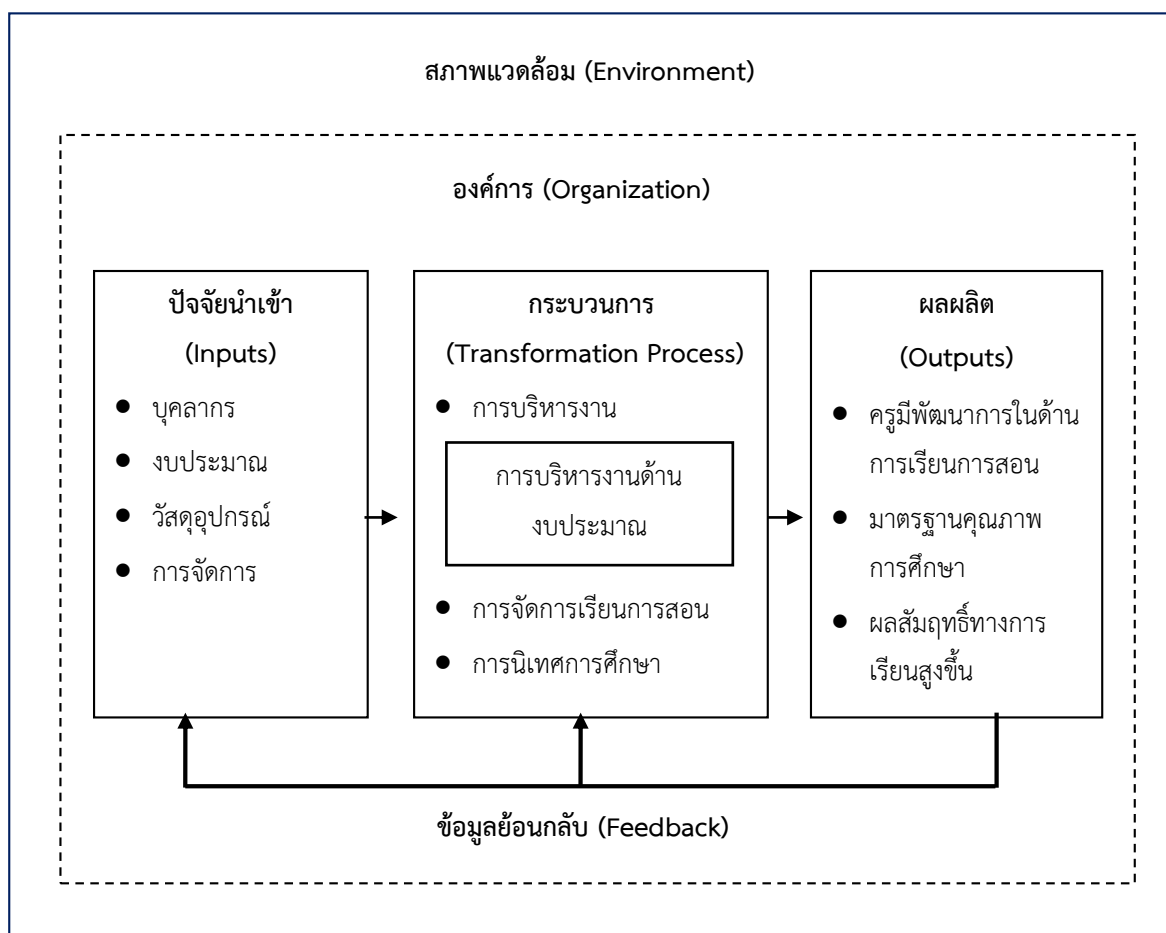 สภาพแวดล้อม (Environment)
องค์การ (Organization)
ปัจจัยนำเข้า
(Inputs)
● บุคลากร
● งบประมาณ
● วัสดุอุปกรณ์
● การจัดการ
กระบวนการ
(Transformation Process)
● การบริหารงาน
การบริหารงานด้าน
งบประมาณ
● การจัดการเรียนการสอน
● การนิเทศการศึกษา
ผลผลิต
(Outputs)
● ครูมีพัฒนาการในด้าน
การเรียนการสอน
● มาตรฐานคุณภาพ
การศึกษา
● ผลสัมฤทธิ์ทางการ
เรียนสูงขึ้น
ข้อมูลย้อนกลับ (Feedback)